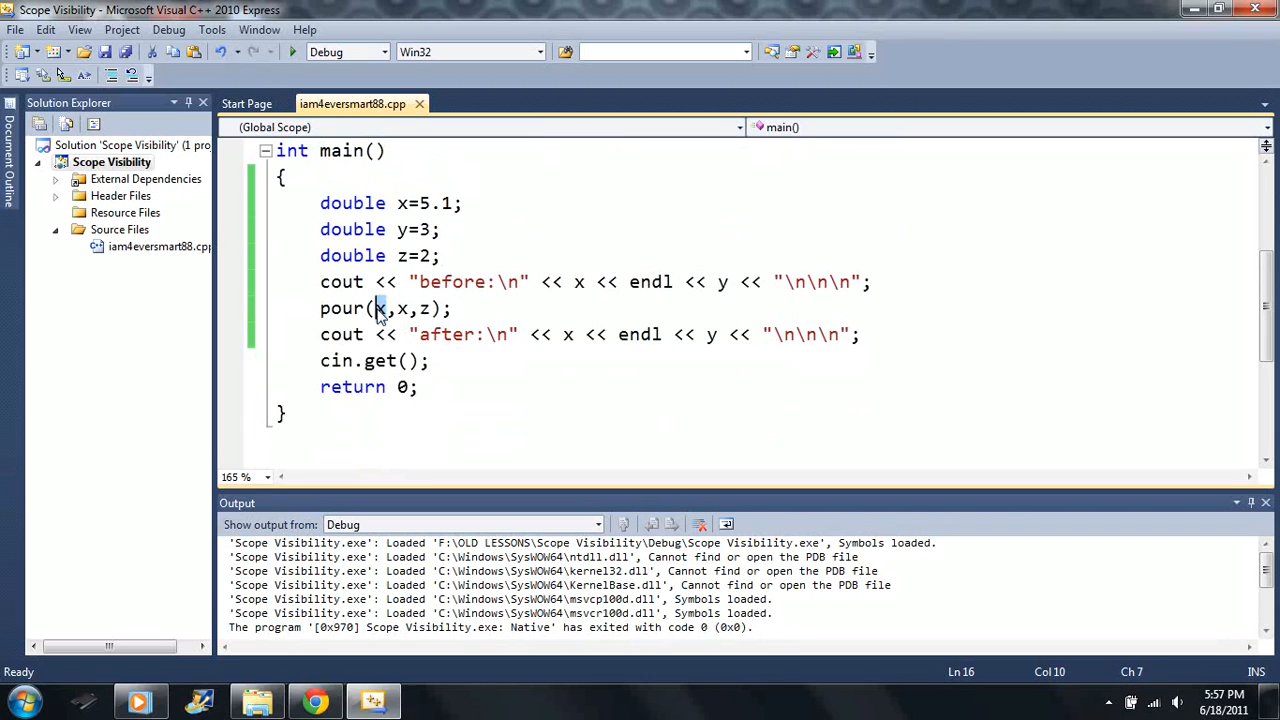 Scope Visibility - Microsoft Visual C++ 2010 Express
File Edit View Project Debug Tools Window Help
Debug Win32
Solution Explorer
Start Page iam4eversmart88.cpp
(Global Scope) main()
Document Outline
Solution 'Scope Visibility' (1 proj
Scope Visibility
External Dependencies
Header Files
Resource Files
Source Files
iam4eversmart88.cpp
int main()
{
double x=5.1;
double y=3;
double z=2;
cout << "before:\n" << x << endl << y << "\n\n\n";
pour(x,x,z);
cout << "after:\n" << x << endl << y << "\n\n\n";
cin.get();
return 0;
}
165 %
Output
Show output from: Debug
'Scope Visibility.exe': Loaded 'F:\OLD LESSONS\Scope Visibility\Debug\Scope Visibility.exe', Symbols loaded.
'Scope Visibility.exe': Loaded 'C:\Windows\SysWOW64\ntdll.dll', Cannot find or open the PDB file
'Scope Visibility.exe': Loaded 'C:\Windows\SysWOW64\kernel32.dll', Cannot find or open the PDB file
'Scope Visibility.exe': Loaded 'C:\Windows\SysWOW64\KernelBase.dll', Cannot find or open the PDB file
'Scope Visibility.exe': Loaded 'C:\Windows\SysWOW64\msvcp100d.dll', Symbols loaded.
'Scope Visibility.exe': Loaded 'C:\Windows\SysWOW64\msvcr100d.dll', Symbols loaded.
The program '[0x970] Scope Visibility.exe: Native' has exited with code 0 (0x0).
Ready Ln 16 Col 10 Ch 7 INS
5:57 PM
6/18/2011